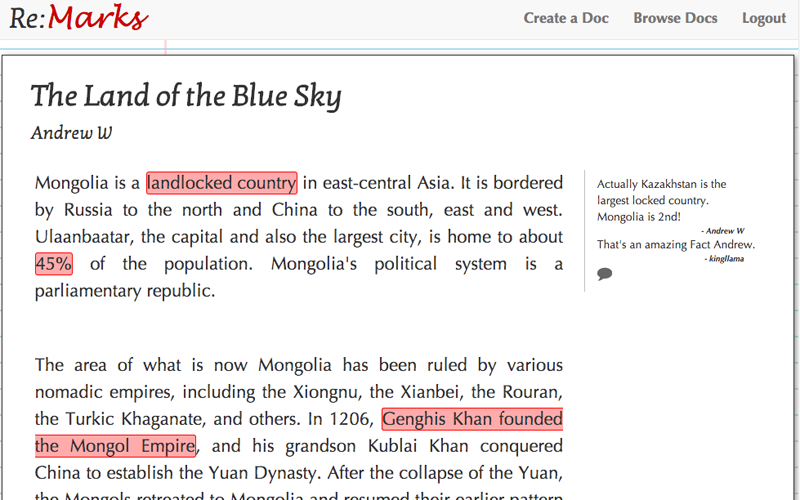 Re:Marks
Create a Doc Browse Docs Logout
The Land of the Blue Sky
Andrew W
Mongolia is a landlocked country in east-central Asia. It is bordered
by Russia to the north and China to the south, east and west.
Ulaanbaatar, the capital and also the largest city, is home to about
45% of the population. Mongolia's political system is a
parliamentary republic.
Actually Kazakhstan is the
largest locked country.
Mongolia is 2nd!
- Andrew W
That's an amazing Fact Andrew.
- kingllama
The area of what is now Mongolia has been ruled by various
nomadic empires, including the Xiongnu, the Xianbei, the Rouran,
the Turkic Khaganate, and others. In 1206, Genghis Khan founded
the Mongol Empire, and his grandson Kublai Khan conquered
China to establish the Yuan Dynasty. After the collapse of the Yuan,
the Mongols retreated to Mongolia and resumed their earlier pattern